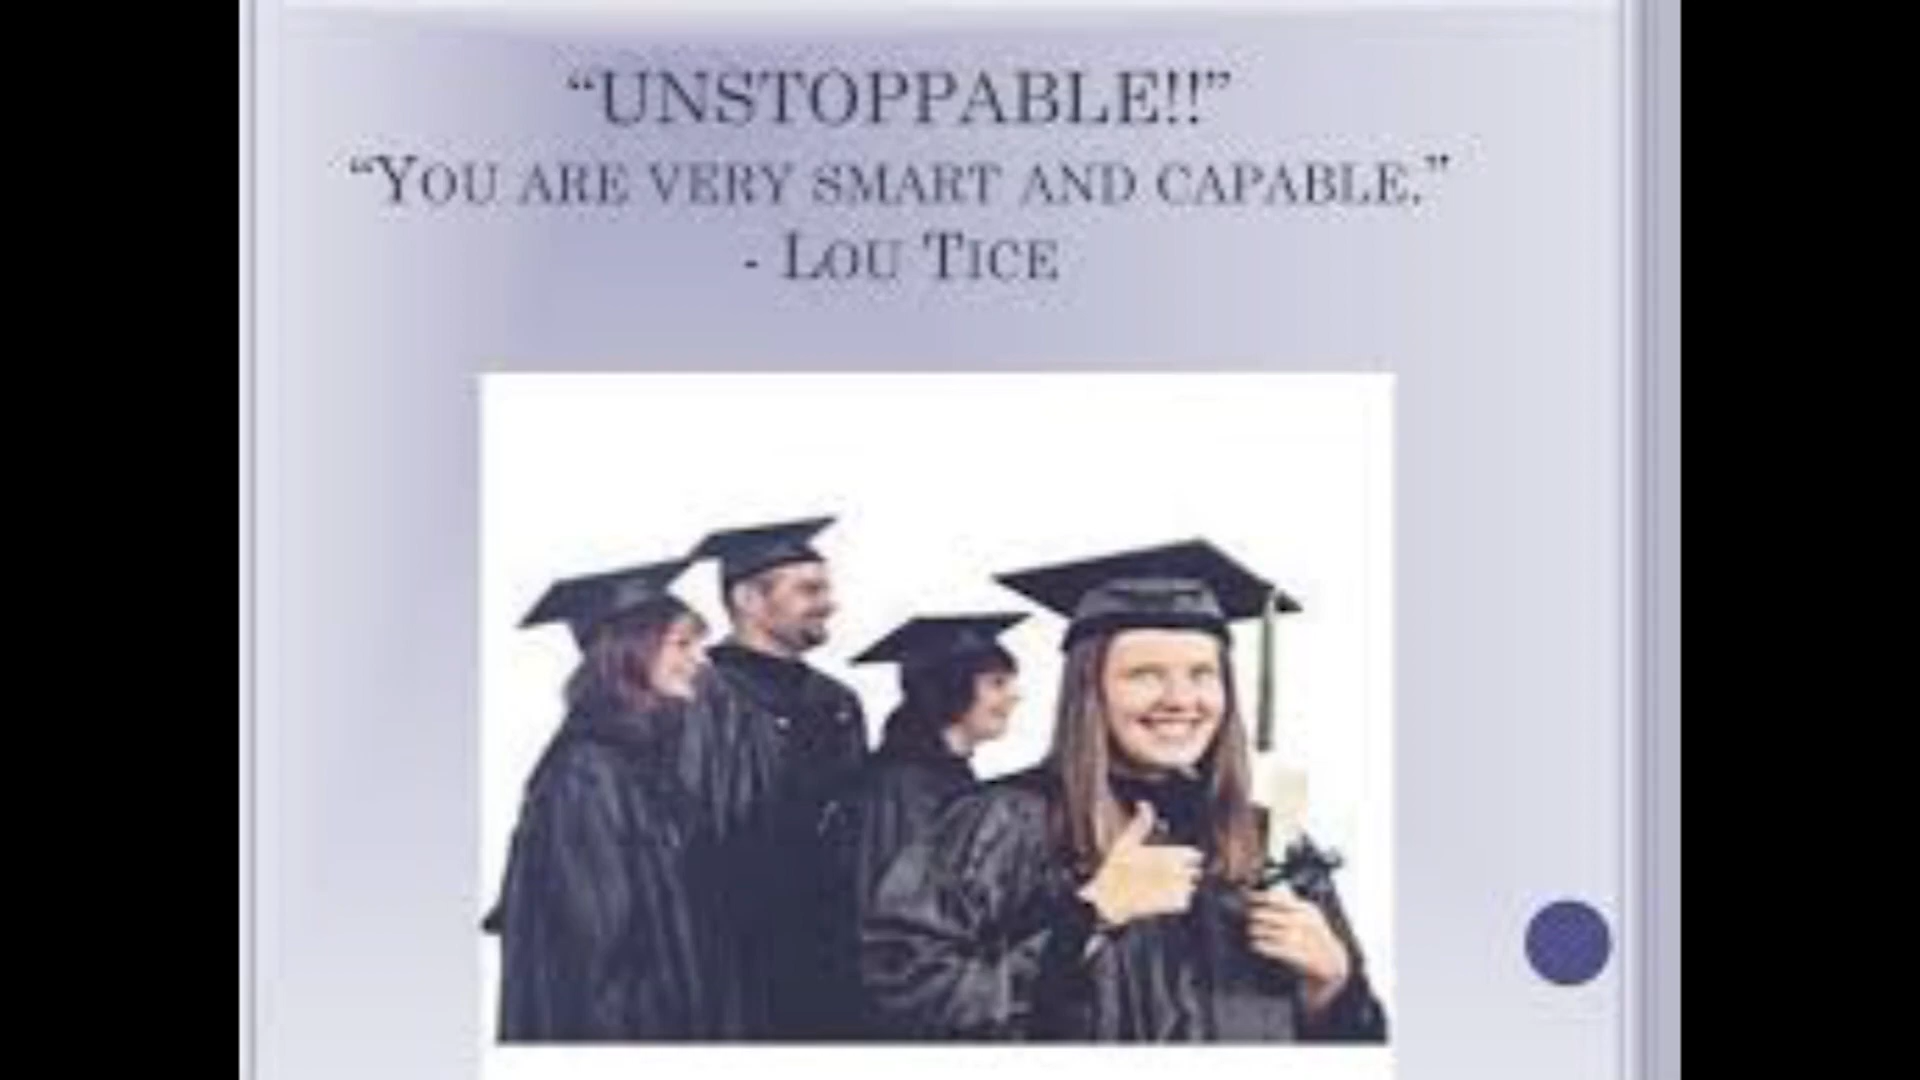 “UNSTOPPABLE!!”
“YOU ARE VERY SMART AND CAPABLE.”
- LOU TICE